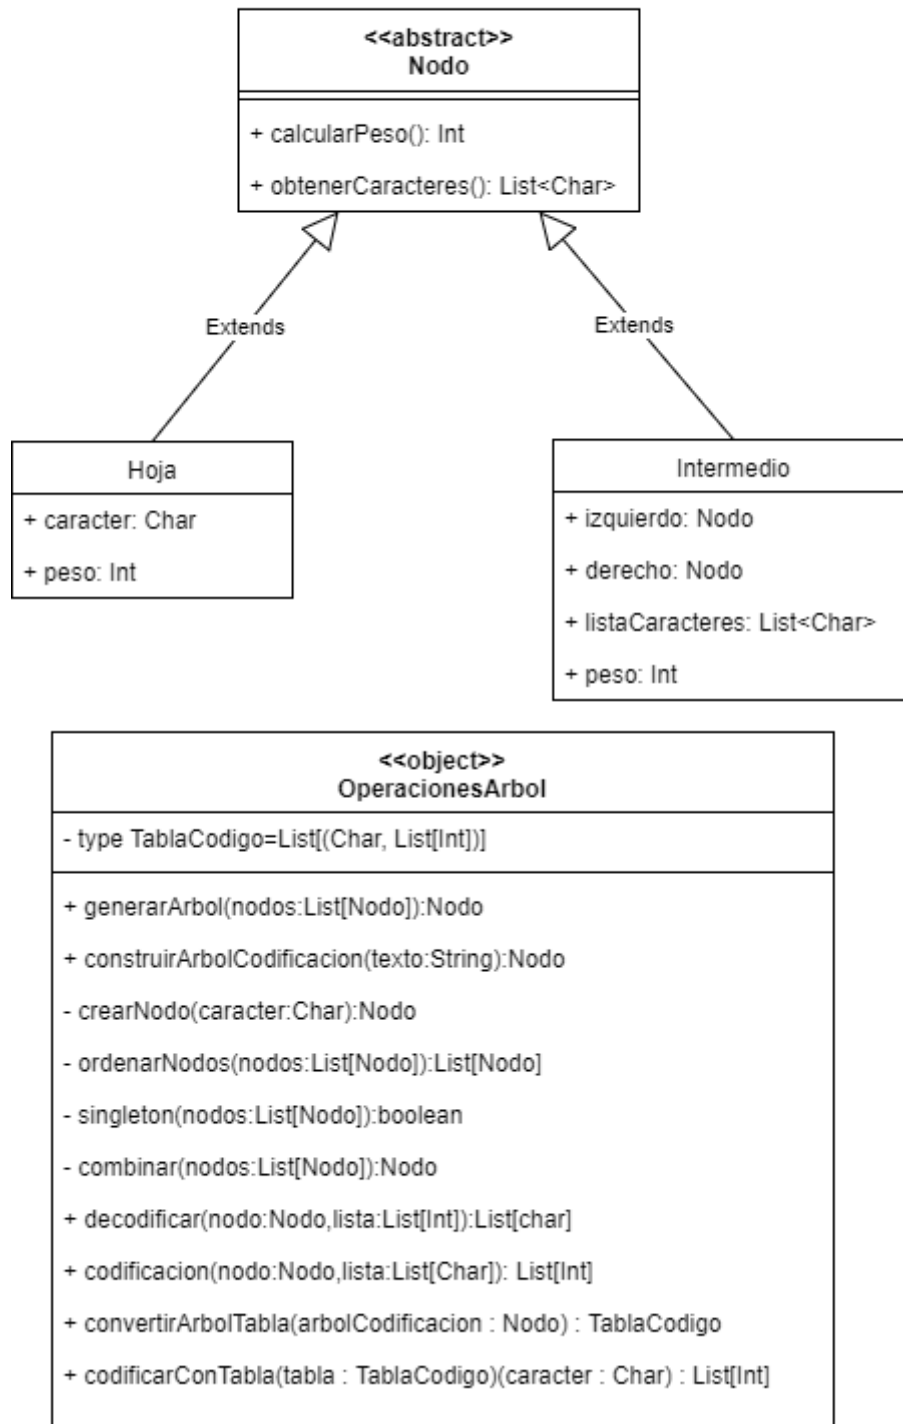 <<abstract>>
Nodo
+ calcularPeso(): Int
+ obtenerCaracteres(): List<Char>
Extends
Extends
Hoja
+ caracter: Char
+ peso: Int
Intermedio
+ izquierdo: Nodo
+ derecho: Nodo
+ listaCaracteres: List<Char>
+ peso: Int
<<object>>
OperacionesArbol
- type TablaCodigo=List[(Char, List[Int])]
+ generarArbol(nodos:List[Nodo]):Nodo
+ construirArbolCodificacion(texto:String):Nodo
- crearNodo(caracter:Char):Nodo
- ordenarNodos(nodos:List[Nodo]):List[Nodo]
- singleton(nodos:List[Nodo]):boolean
- combinar(nodos:List[Nodo]):Nodo
+ decodificar(nodo:Nodo,lista:List[Int]):List[char]
+ codificacion(nodo:Nodo,lista:List[Char]): List[Int]
+ convertirArbolTabla(arbolCodificacion : Nodo) : TablaCodigo
+ codificarConTabla(tabla : TablaCodigo)(caracter : Char) : List[Int]